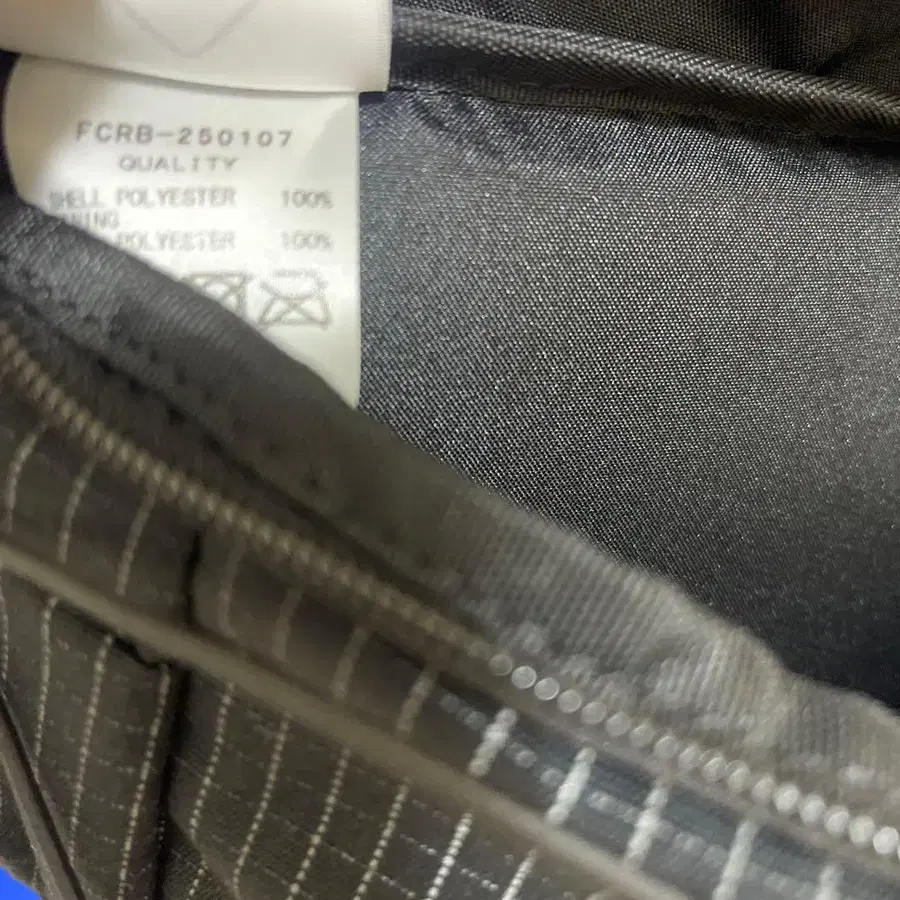 FCRB-250107
QUALITY
SHELL POLYESTER 100%
POLYESTER 100%